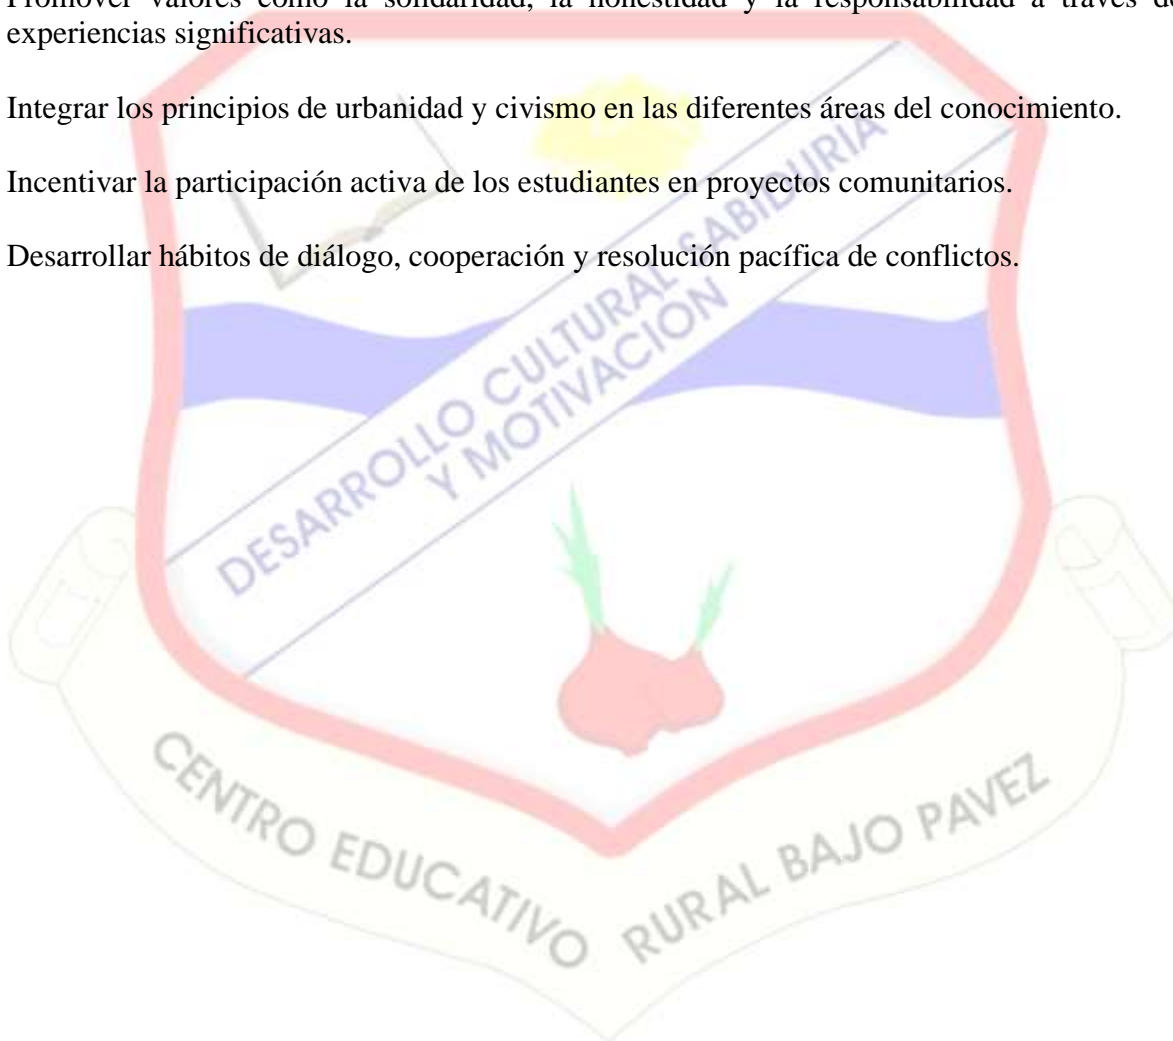 Promover valores como la solidaridad, la honestidad y la responsabilidad a través de
experiencias significativas.
Integrar los principios de urbanidad y civismo en las diferentes áreas del conocimiento.
Incentivar la participación activa de los estudiantes en proyectos comunitarios.
Desarrollar hábitos de diálogo, cooperación y resolución pacífica de conflictos.
DESARROLLO CULTURAL SABIDURIA
Y MOTIVACION
CENTRO EDUCATIVO RURAL BAJO PAVEZ